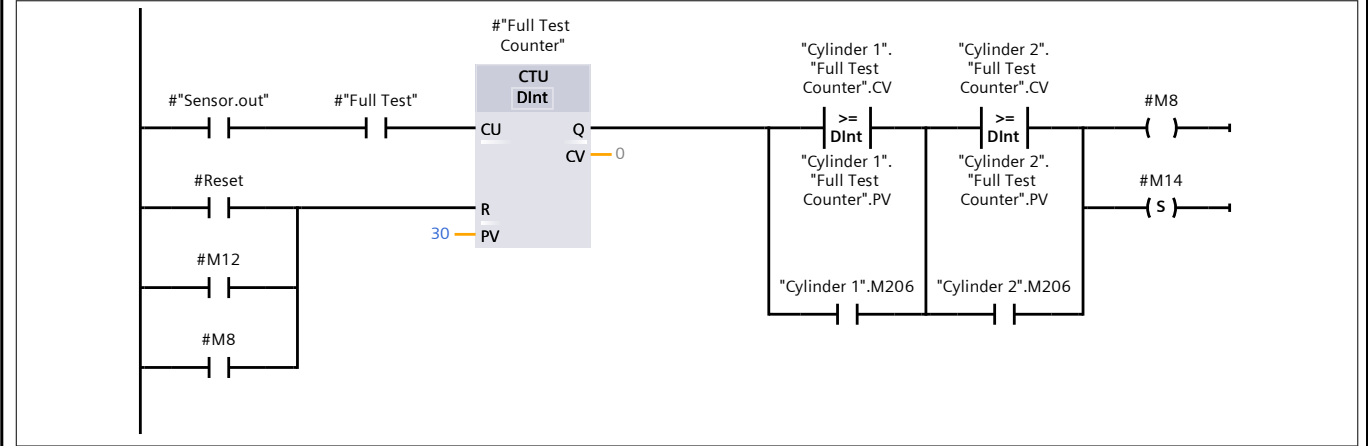 #"Full Test
Counter"
"Cylinder 1".
"Full Test
Counter".CV
"Cylinder 2".
"Full Test
Counter".CV
#"Sensor.out"
#"Full Test"
CTU
DInt
#M8
CU
Q
>=
DInt
>=
DInt
CV
0
"Cylinder 1".
"Full Test
Counter".PV
"Cylinder 2".
"Full Test
Counter".PV
#Reset
#M14
R
S
30
PV
#M12
"Cylinder 1".M206
"Cylinder 2".M206
#M8